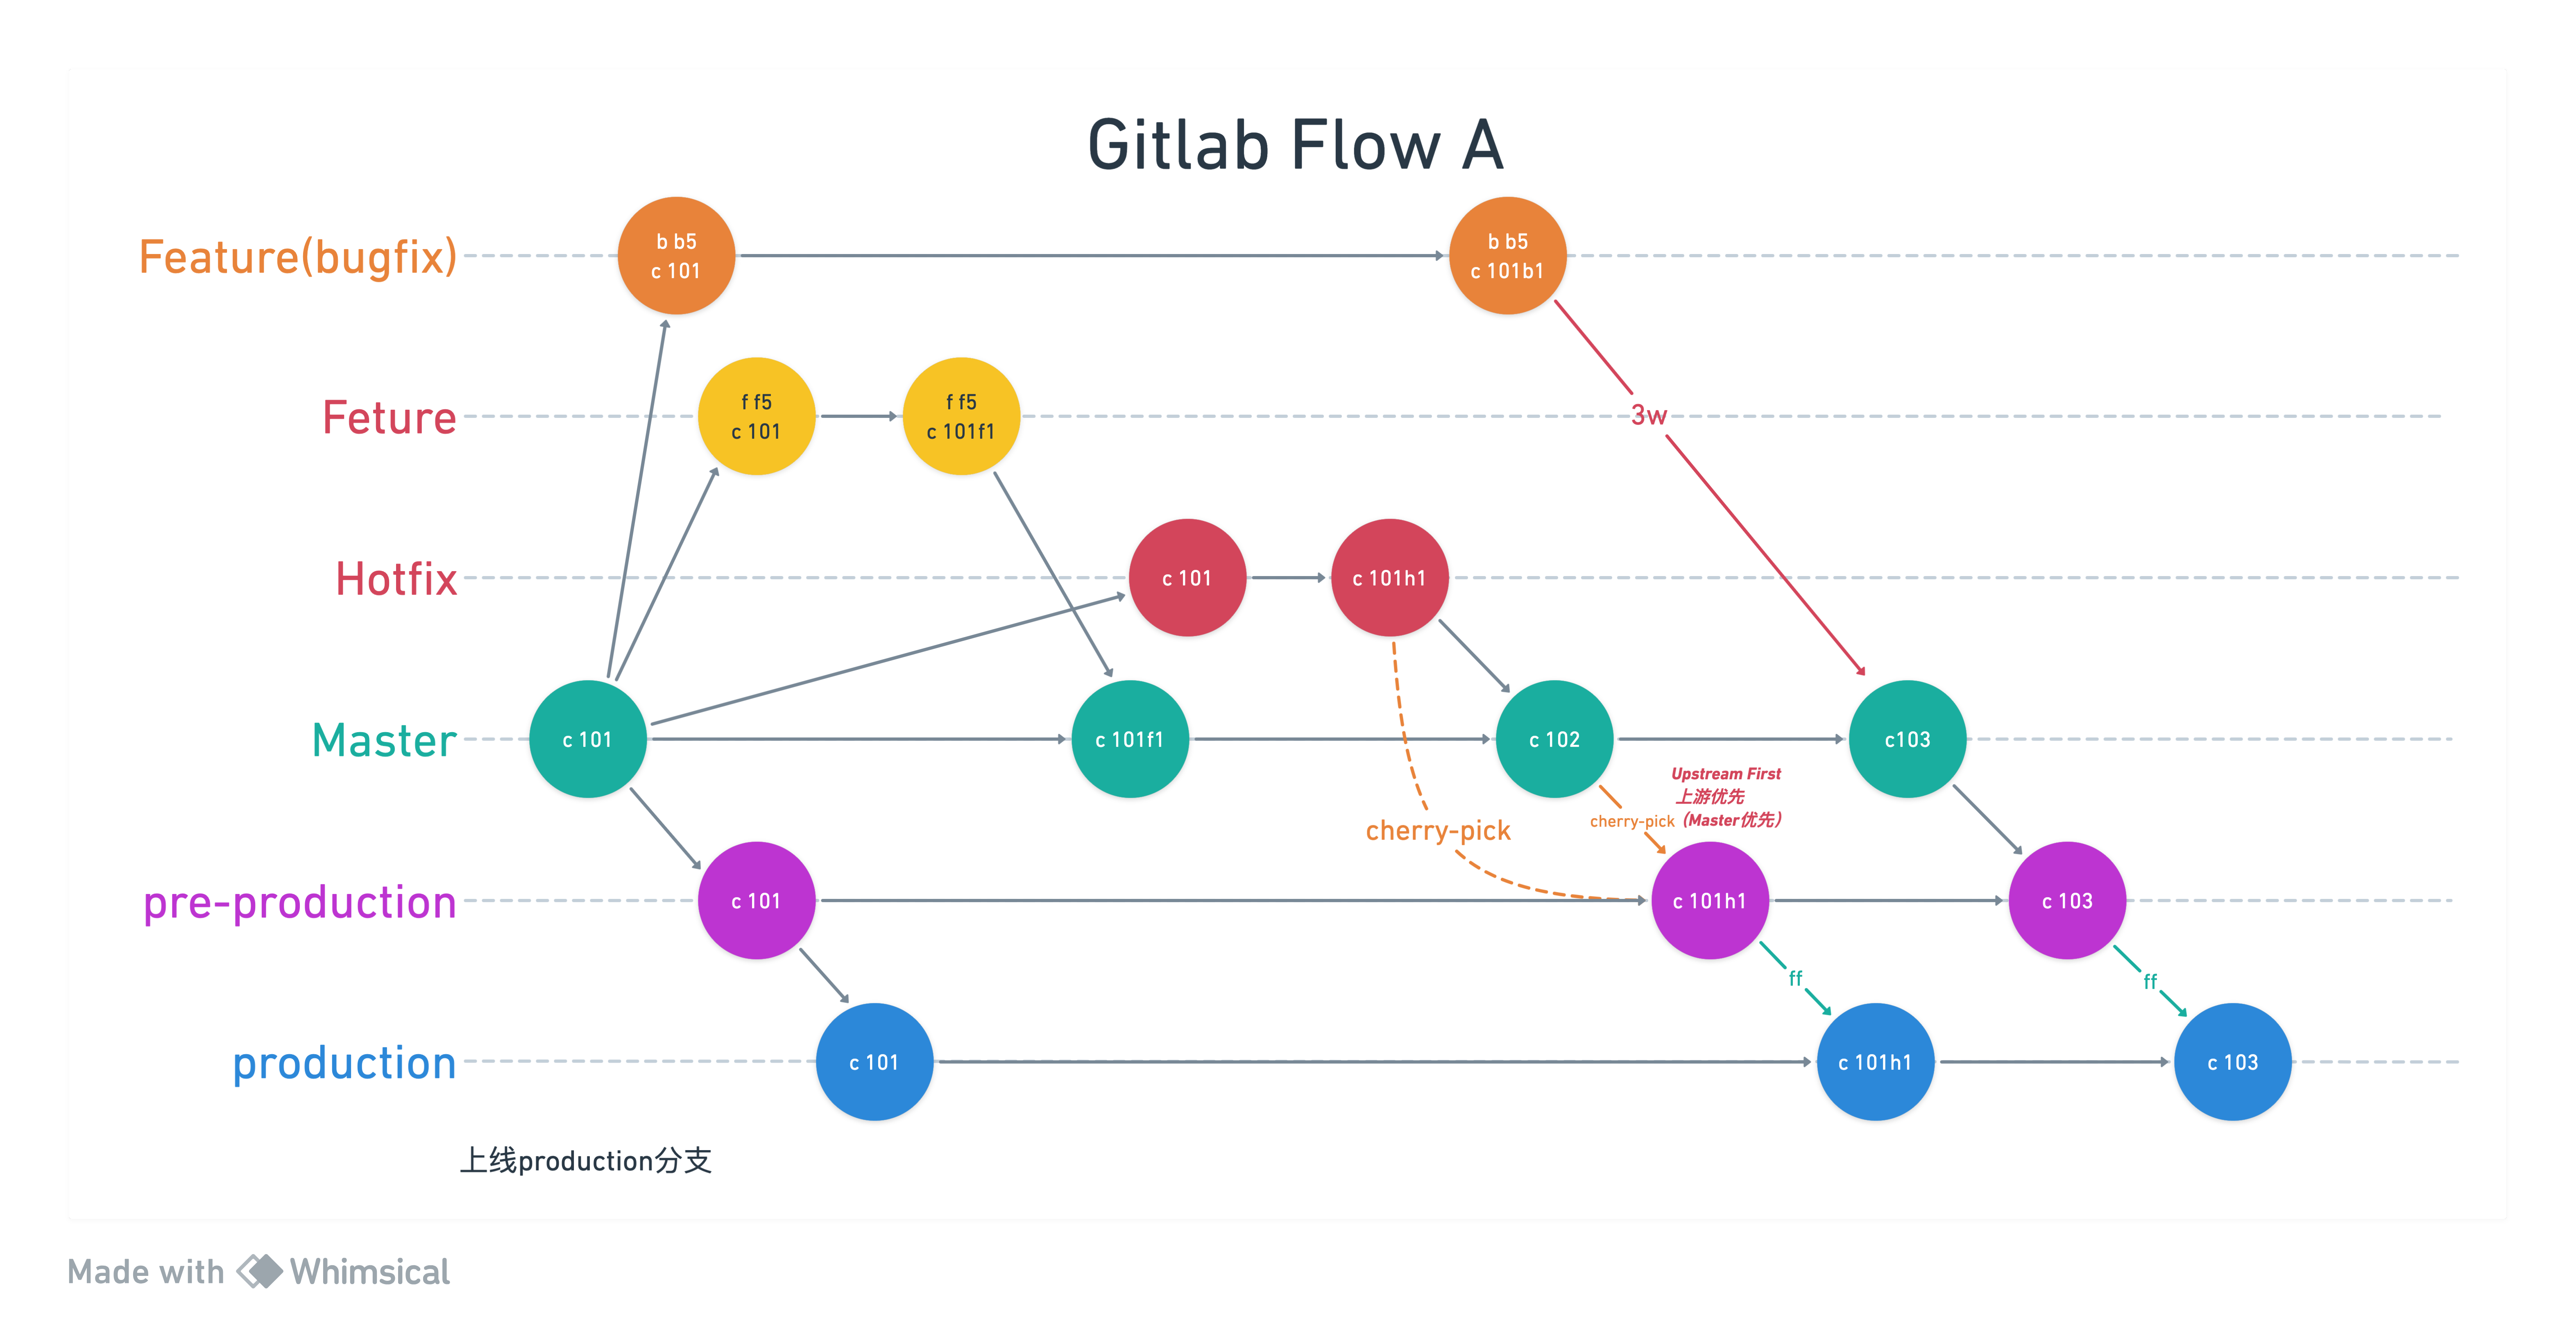 Gitlab Flow A
Feature(bugfix)
b b5
c 101
b b5
c 101b1
Feture
f f5
c 101
f f5
c 101f1
3w
Hotfix
c 101
c 101h1
Master
c 101
c 101f1
c 102
c103
Upstream First
上游优先
cherry-pick
（Master优先）
cherry-pick
pre-production
c 101
c 101h1
c 103
ff
ff
production
c 101
c 101h1
c 103
上线production分支
Made with Whimsical